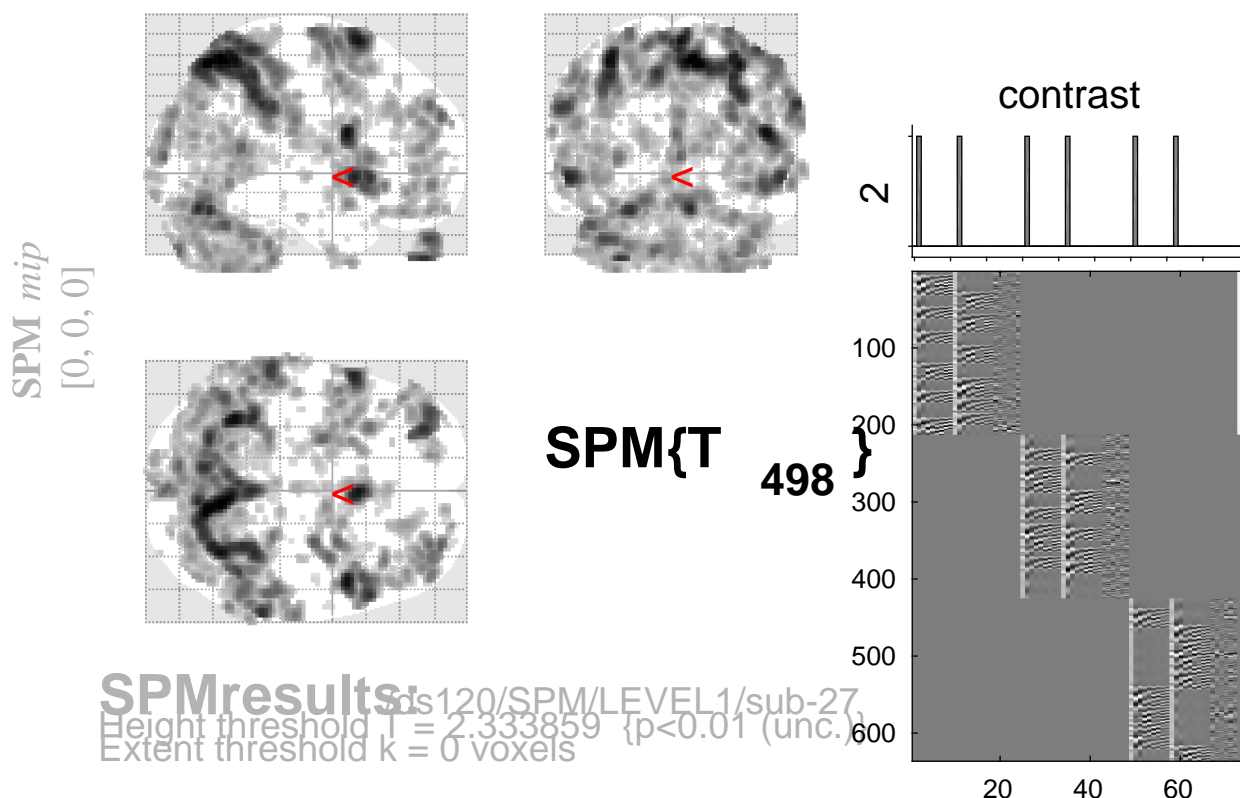 SPM mip
[0, 0, 0]
<
<
<
SPM{T 498 }
contrast
2
100
200
300
400
500
600
20 40 60
SPMresults: /ds120/SPM/LEVEL1/sub-27
Height threshold T = 2.333859 {p<0.01 (unc.)}
Extent threshold k = 0 voxels